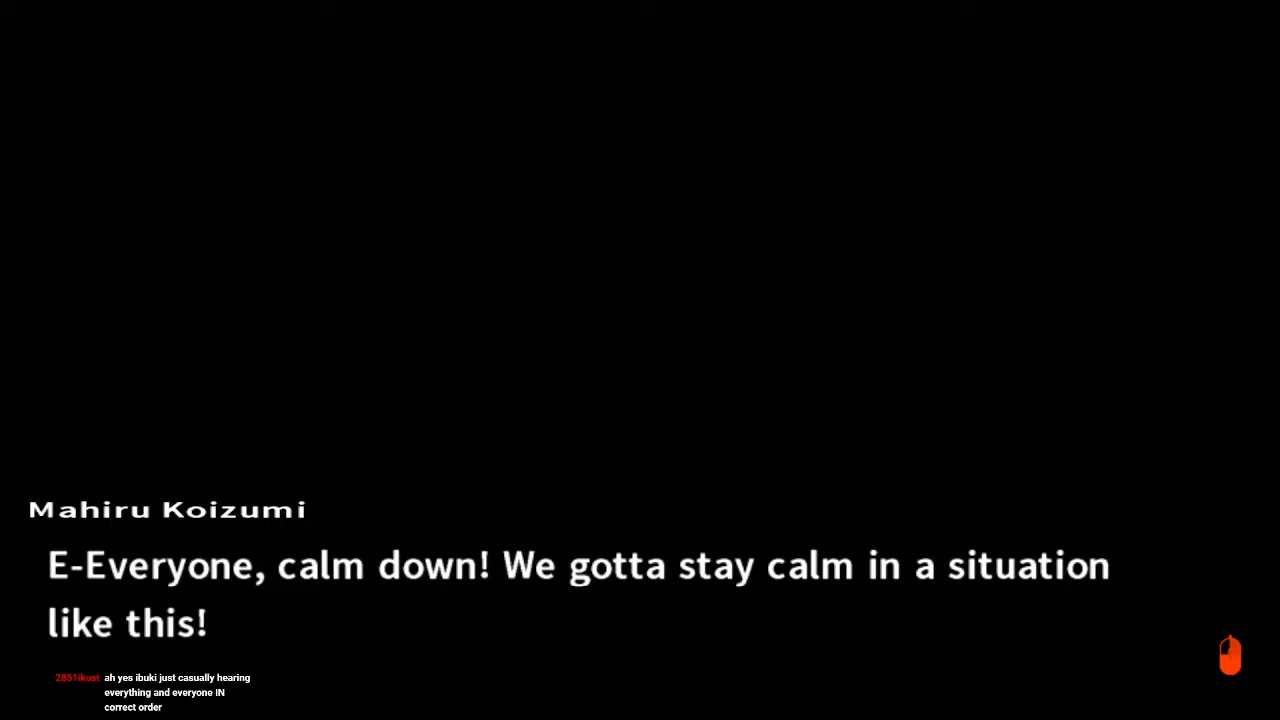 Mahiru Koizumi
E-Everyone, calm down! We gotta stay calm in a situation
like this!
2851ikust ah yes ibuki just casually hearing
everything and everyone IN
correct order